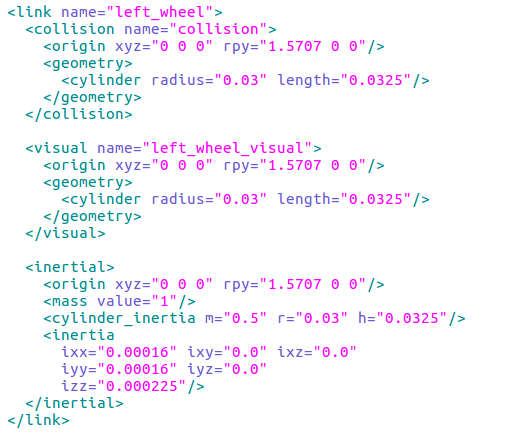 <link name="left_wheel">
  <collision name="collision">
    <origin xyz="0 0 0" rpy="1.5707 0 0"/>
    <geometry>
      <cylinder radius="0.03" length="0.0325"/>
    </geometry>
  </collision>

  <visual name="left_wheel_visual">
    <origin xyz="0 0 0" rpy="1.5707 0 0"/>
    <geometry>
      <cylinder radius="0.03" length="0.0325"/>
    </geometry>
  </visual>

  <inertial>
    <origin xyz="0 0 0" rpy="1.5707 0 0"/>
    <mass value="1"/>
    <cylinder_inertia m="0.5" r="0.03" h="0.0325"/>
    <inertia
      ixx="0.00016" ixy="0.0" ixz="0.0"
      iyy="0.00016" iyz="0.0"
      izz="0.000225"/>
  </inertial>
</link>